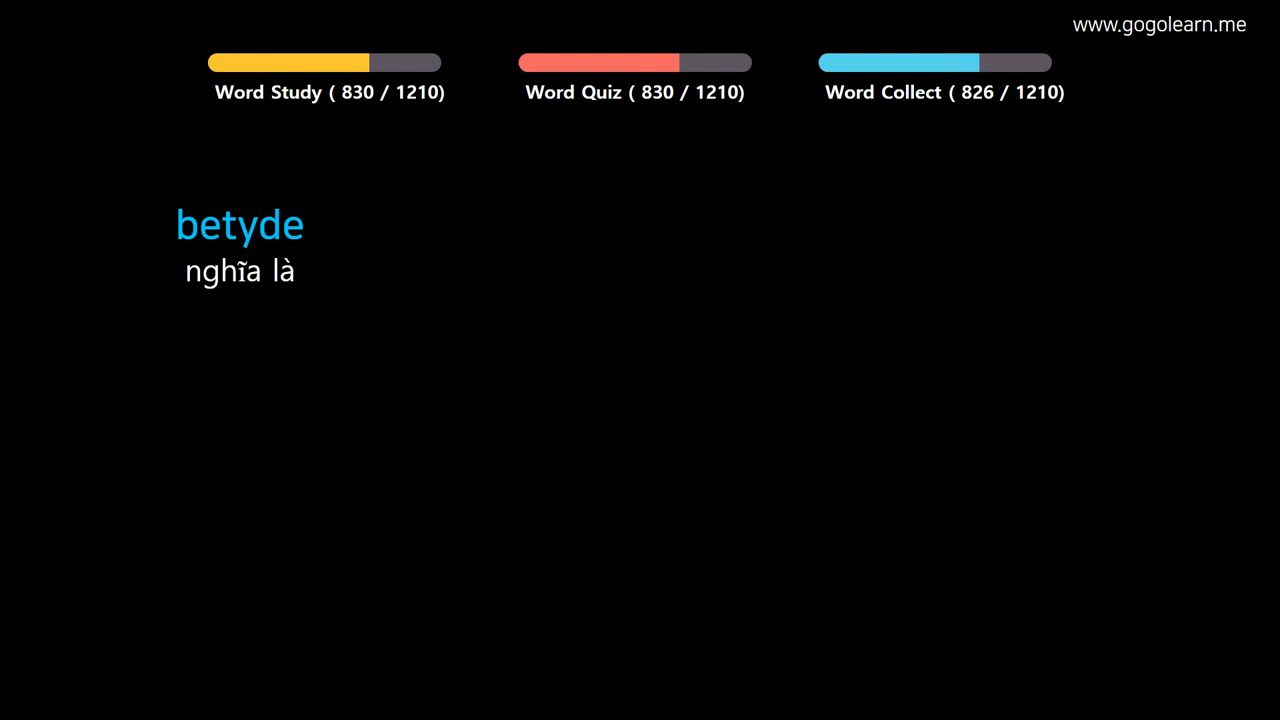 www.gogolearn.me
Word Study ( 830 / 1210)
Word Quiz ( 830 / 1210)
Word Collect ( 826 / 1210)
betyde
nghĩa là